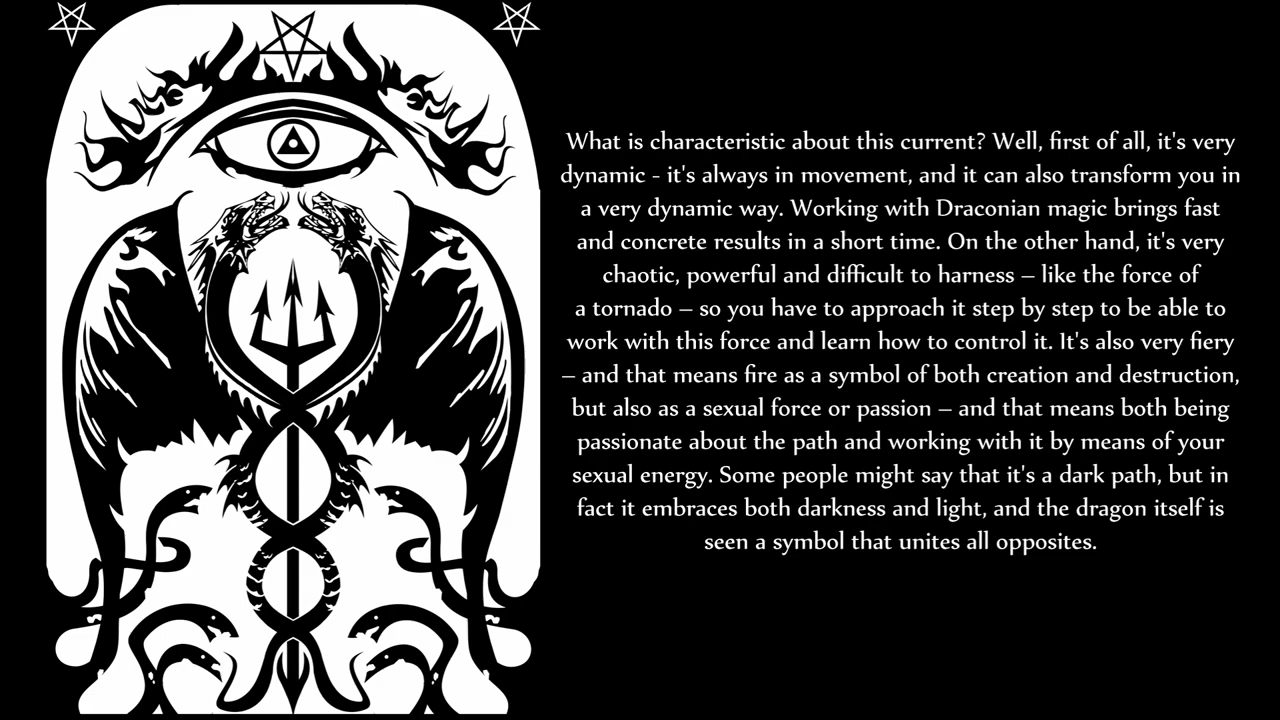 What is characteristic about this current? Well, first of all, it's very
dynamic - it's always in movement, and it can also transform you in
a very dynamic way. Working with Draconian magic brings fast
and concrete results in a short time. On the other hand, it's very
chaotic, powerful and difficult to harness – like the force of
a tornado – so you have to approach it step by step to be able to
work with this force and learn how to control it. It's also very fiery
– and that means fire as a symbol of both creation and destruction,
but also as a sexual force or passion – and that means both being
passionate about the path and working with it by means of your
sexual energy. Some people might say that it's a dark path, but in
fact it embraces both darkness and light, and the dragon itself is
seen a symbol that unites all opposites.